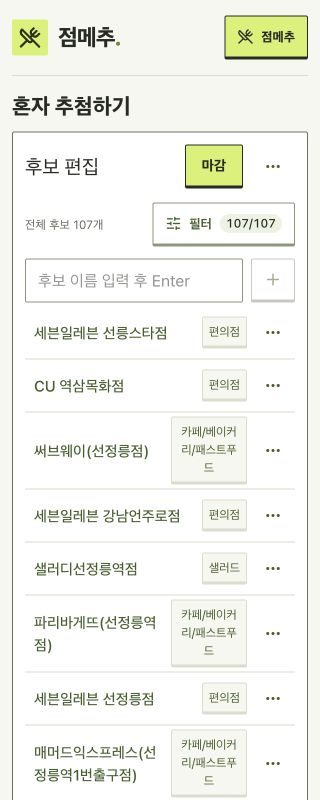 점메추.
점메추
혼자 추첨하기
후보 편집
마감
전체 후보 107개
필터 107/107
후보 이름 입력 후 Enter
세븐일레븐 선릉스타점
편의점
CU 역삼목화점
편의점
써브웨이(선정릉점)
카페/베이커
리/패스트푸
드
세븐일레븐 강남언주로점
편의점
샐러디선정릉역점
샐러드
파리바게뜨(선정릉역
점)
카페/베이커
리/패스트푸
드
세븐일레븐 선정릉점
편의점
매머드익스프레스(선
정릉역1번출구점)
카페/베이커
리/패스트푸
드